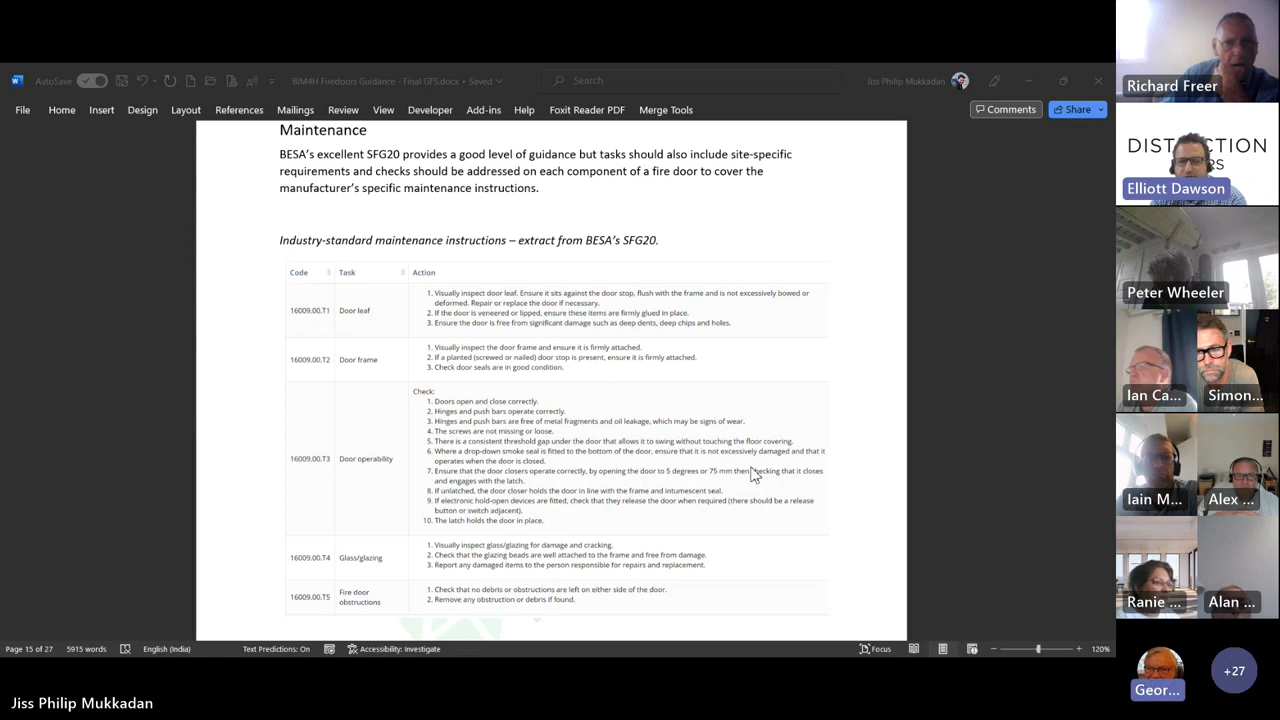 AutoSave
BIM4H Firedoors Guidance - Final GFS.docx • Saved
Search
Jiss Philip Mukkadan
File Home Insert Design Layout References Mailings Review View Developer Add-ins Help Foxit Reader PDF Merge Tools
Comments
Share
Maintenance
BESA's excellent SFG20 provides a good level of guidance but tasks should also include site-specific
requirements and checks should be addressed on each component of a fire door to cover the
manufacturer's specific maintenance instructions.
Industry-standard maintenance instructions – extract from BESA's SFG20.
Code Task Action
16009.00.T1 Door leaf
1. Visually inspect door leaf. Ensure it sits against the door stop, flush with the frame and is not excessively bowed or
deformed. Repair or replace the door if necessary.
2. If the door is veneered or lipped, ensure these items are firmly glued in place.
3. Ensure the door is free from significant damage such as deep dents, deep chips and holes.
16009.00.T2 Door frame
1. Visually inspect the door frame and ensure it is firmly attached.
2. If a planted (screwed or nailed) door stop is present, ensure it is firmly attached.
3. Check door seals are in good condition.
16009.00.T3 Door operability
Check:
1. Doors open and close correctly.
2. Hinges and push bars operate correctly.
3. Hinges and push bars are free of metal fragments and oil leakage, which may be signs of wear.
4. The screws are not missing or loose.
5. There is a consistent threshold gap under the door that allows it to swing without touching the floor covering.
6. Where a drop-down smoke seal is fitted to the bottom of the door, ensure that it is not excessively damaged and that it
operates when the door is closed.
7. Ensure that the door closers operate correctly, by opening the door to 5 degrees or 75 mm then checking that it closes
and engages with the latch.
8. If unlatched, the door closer holds the door in line with the frame and intumescent seal.
9. If electronic hold-open devices are fitted, check that they release the door when required (there should be a release
button or switch adjacent).
10. The latch holds the door in place.
16009.00.T4 Glass/glazing
1. Visually inspect glass/glazing for damage and cracking.
2. Check that the glazing beads are well attached to the frame and free from damage.
3. Report any damaged items to the person responsible for repairs and replacement.
16009.00.T5 Fire door
obstructions
1. Check that no debris or obstructions are left on either side of the door.
2. Remove any obstruction or debris if found.
Page 15 of 27 5915 words English (India) Text Predictions: On Accessibility: Investigate Focus 120%
Jiss Philip Mukkadan
Richard Freer
Elliott Dawson
Peter Wheeler
Ian Ca... Simon...
Iain M... Alex ...
Ranie ... Alan ...
Geor... +27